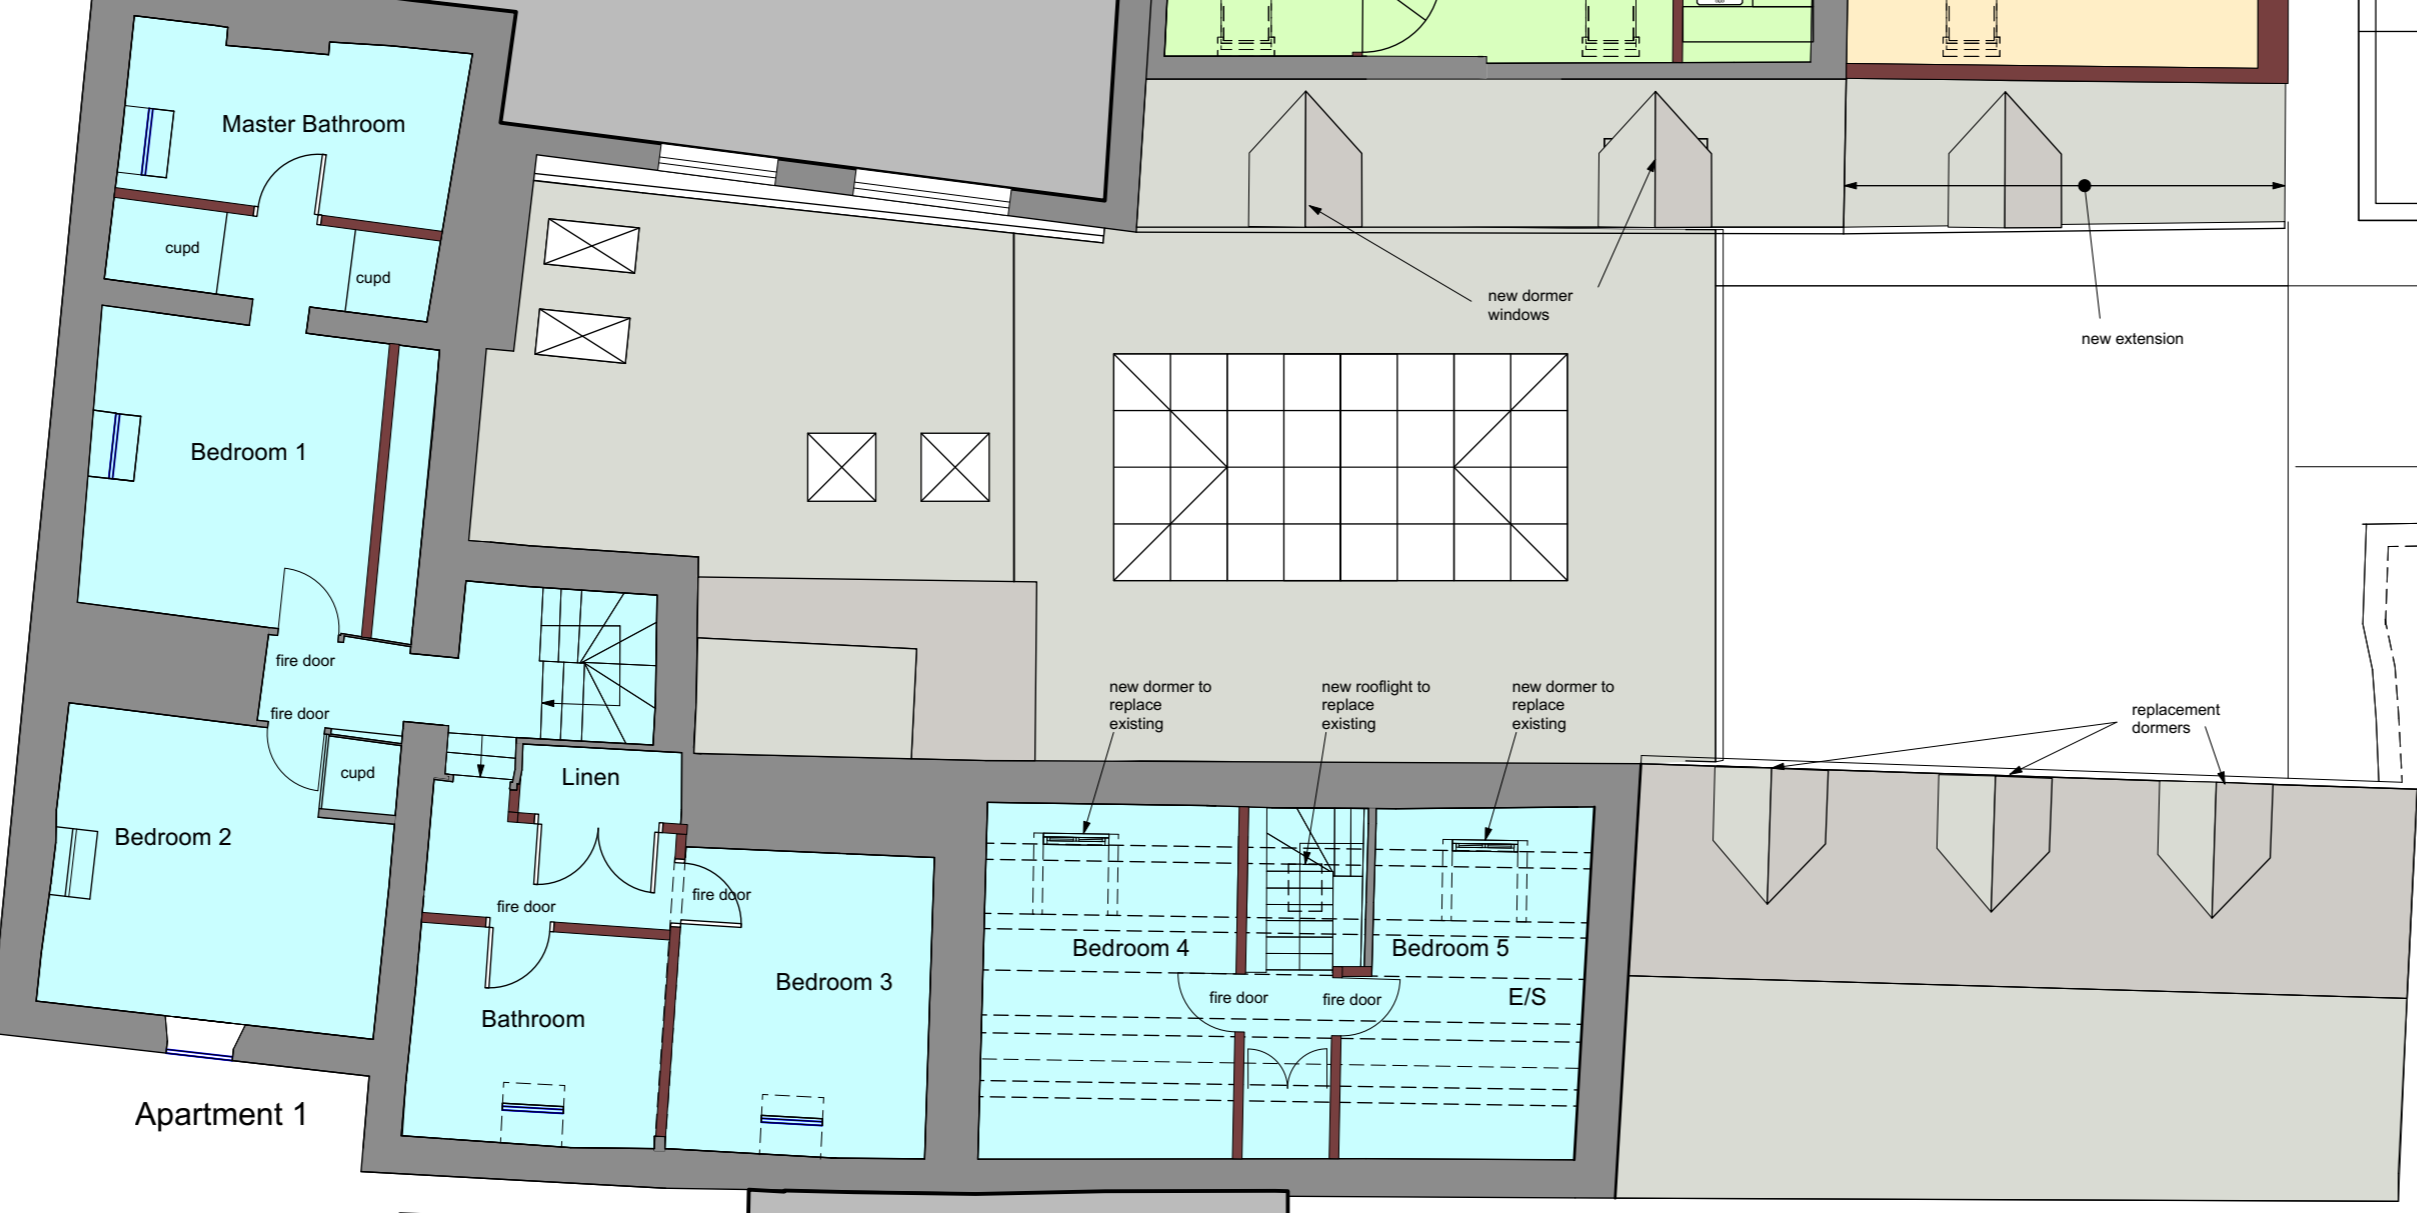 Master Bathroom
cupd
cupd
new dormer
windows
new extension
Bedroom 1
fire door
fire door
new dormer to
replace
existing
new rooflight to
replace
existing
new dormer to
replace
existing
replacement
dormers
cupd
Linen
Bedroom 2
fire door
fire door
Bedroom 4
Bedroom 5
Bedroom 3
fire door
fire door
E/S
Bathroom
Apartment 1